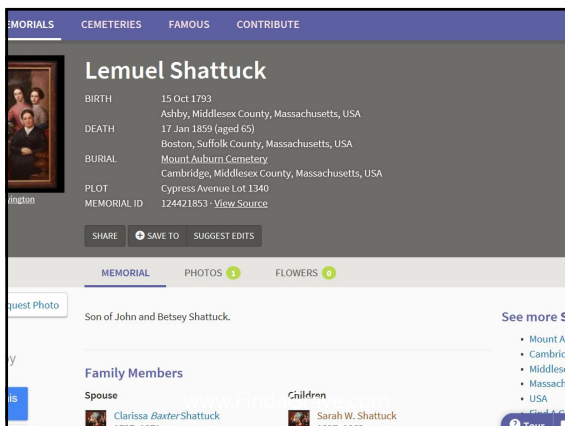 EMORIALS CEMETERIES FAMOUS CONTRIBUTE
Lemuel Shattuck
BIRTH 15 Oct 1793
Ashby, Middlesex County, Massachusetts, USA
DEATH 17 Jan 1859 (aged 65)
Boston, Suffolk County, Massachusetts, USA
BURIAL Mount Auburn Cemetery
Cambridge, Middlesex County, Massachusetts, USA
PLOT Cypress Avenue Lot 1340
MEMORIAL ID 124421853 · View Source
vington
SHARE SAVE TO SUGGEST EDITS
MEMORIAL PHOTOS 1 FLOWERS 0
quest Photo
Son of John and Betsey Shattuck.
See more S
• Mount A
• Cambric
• Middlese
• Massach
• USA
Family Members
Spouse Children
Clarissa Baxter Shattuck Sarah W. Shattuck
Tour